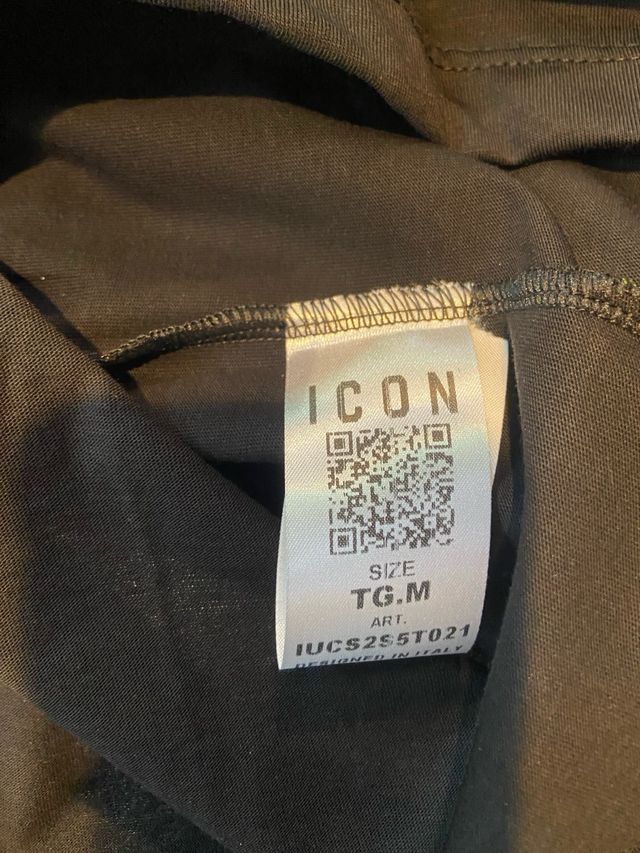 ICON
SIZE
TG.M
ART.
IUCS2S5T021
DESIGNED IN ITALY